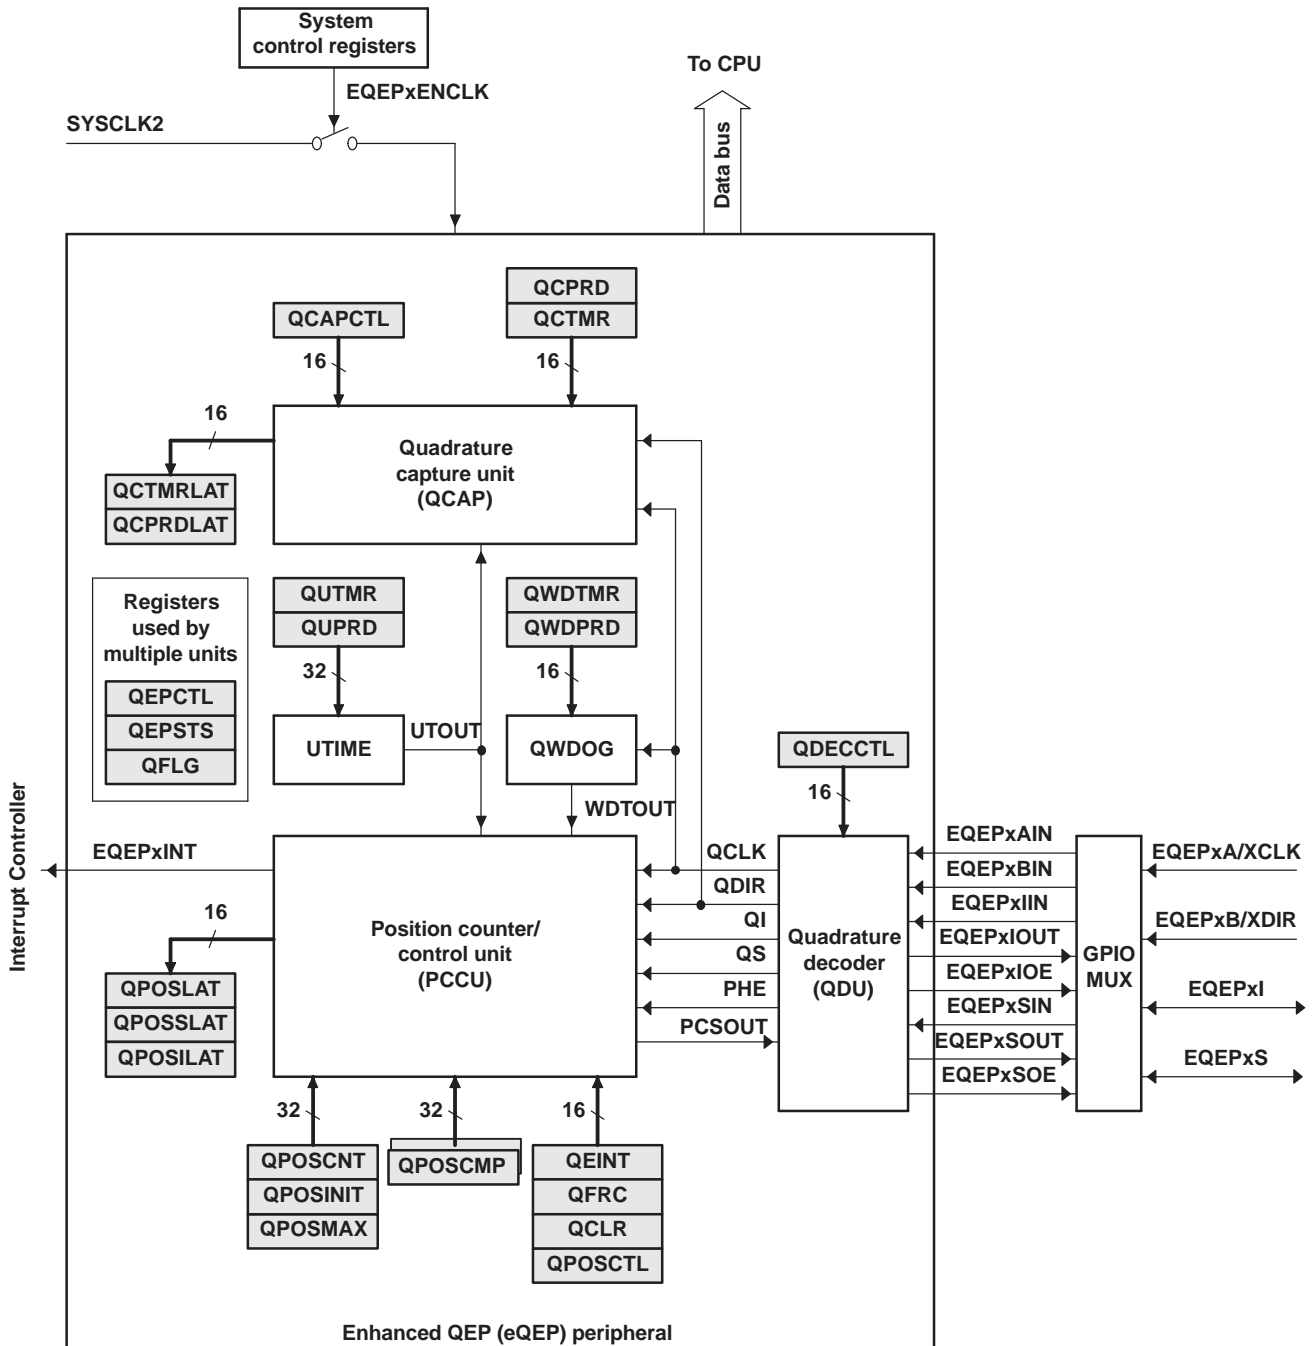 System
control registers
To CPU
EQEPxENCLK
SYSCLK2
Data bus
QCPRD
QCAPCTL
QCTMR
16
16
16
Quadrature
capture unit
(QCAP)
QCTMRLAT
QCPRDLAT
Registers
used by
multiple units
QEPCTL
QEPSTS
QFLG
QUTMR
QUPRD
QWDTMR
QWDPRD
32
16
UTIME
UTOUT
QWDOG
QDECCTL
16
WDTOUT
Interrupt Controller
EQEPxINT
16
Position counter/
control unit
(PCCU)
QCLK
QDIR
QI
QS
PHE
PCSOUT
Quadrature
decoder
(QDU)
EQEPxAIN
EQEPxBIN
EQEPxIIN
EQEPxIOUT
EQEPxIOE
EQEPxSIN
EQEPxSOUT
EQEPxSOE
GPIO
MUX
EQEPxA/XCLK
EQEPxB/XDIR
EQEPxI
EQEPxS
QPOSLAT
QPOSSLAT
QPOSILAT
32
32
16
QPOSCNT
QPOSINIT
QPOSMAX
QPOSCMP
QEINT
QFRC
QCLR
QPOSCTL
Enhanced QEP (eQEP) peripheral